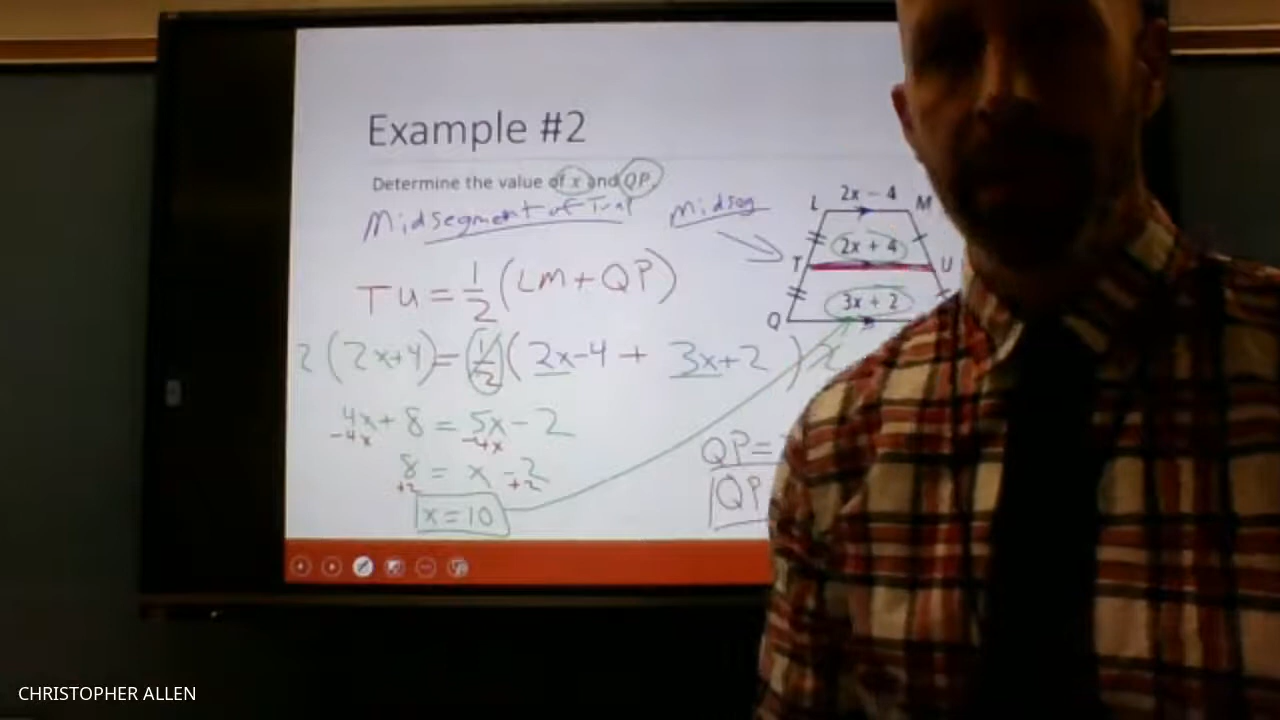 Example #2
Determine the value of x and QP.
Midsegment of
Midseg
L 2x − 4 M
2x + 4
T U
3x + 2
Q
TU = 1/2 (LM + QP)
2 (2x+4) = (1/2) (2x-4 + 3x+2) 2
4x + 8 = 5x - 2
-4x -4x
8 = x - 2
+2 +2
x = 10
QP =
QP
CHRISTOPHER ALLEN